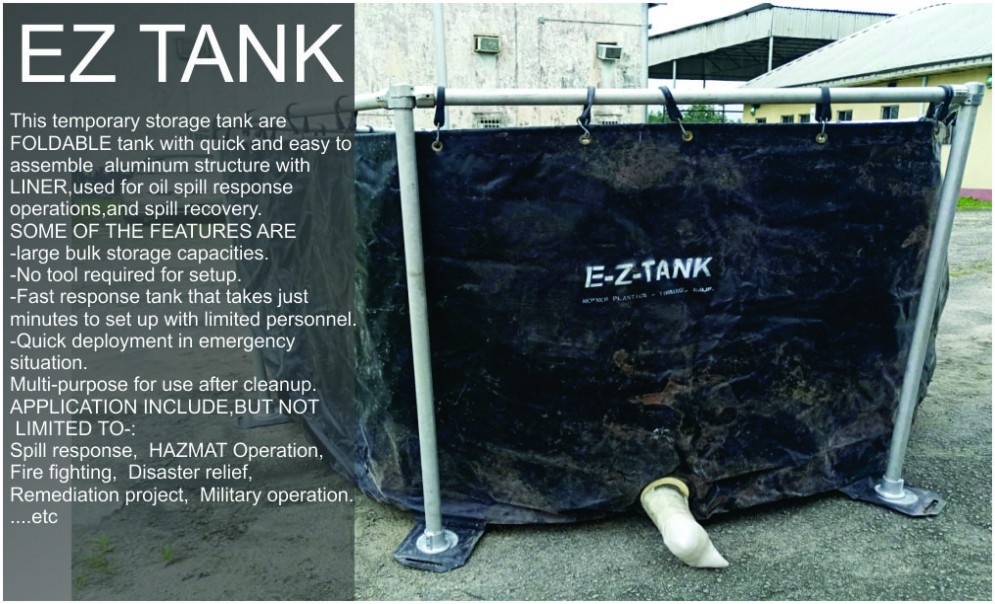 EZ TANK
This temporary storage tank are
FOLDABLE tank with quick and easy to
assemble aluminum structure with
LINER,used for oil spill response
operations,and spill recovery.
SOME OF THE FEATURES ARE
-large bulk storage capacities.
-No tool required for setup.
-Fast response tank that takes just
minutes to set up with limited personnel.
-Quick deployment in emergency
situation.
Multi-purpose for use after cleanup.
APPLICATION INCLUDE,BUT NOT
LIMITED TO-:
Spill response, HAZMAT Operation,
Fire fighting, Disaster relief,
Remediation project, Military operation.
....etc
E-Z-TANK
PLASTICS -